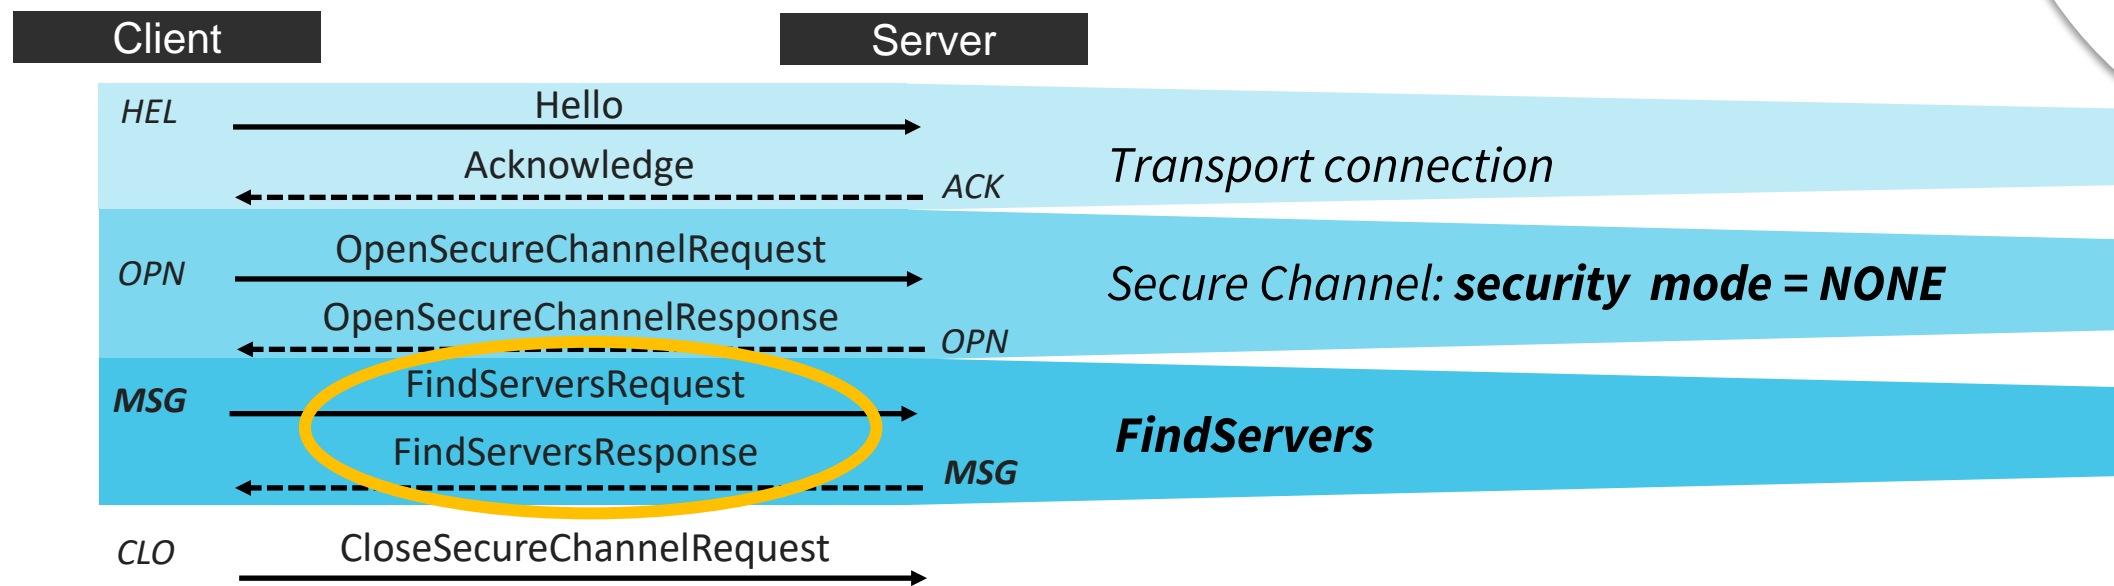 Client
Server
HEL
Hello
Acknowledge
ACK
Transport connection
OPN
OpenSecureChannelRequest
OpenSecureChannelResponse
OPN
Secure Channel: security mode = NONE
MSG
FindServersRequest
FindServersResponse
MSG
FindServers
CLO
CloseSecureChannelRequest